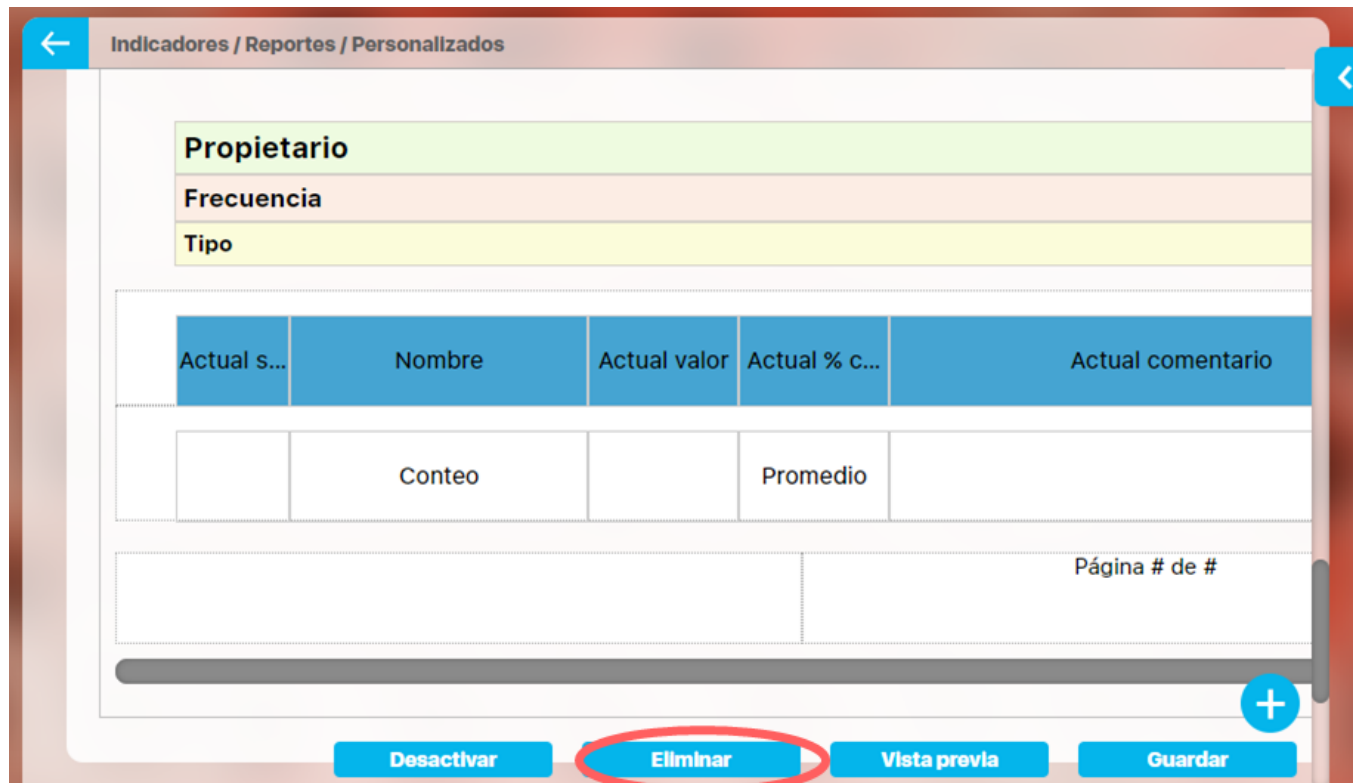 Indicadores / Reportes / Personalizados
Propietario
Frecuencia
Tipo
Actual s... Nombre Actual valor Actual % c... Actual comentario
Conteo Promedio
Página # de #
Desactivar Eliminar Vista previa Guardar